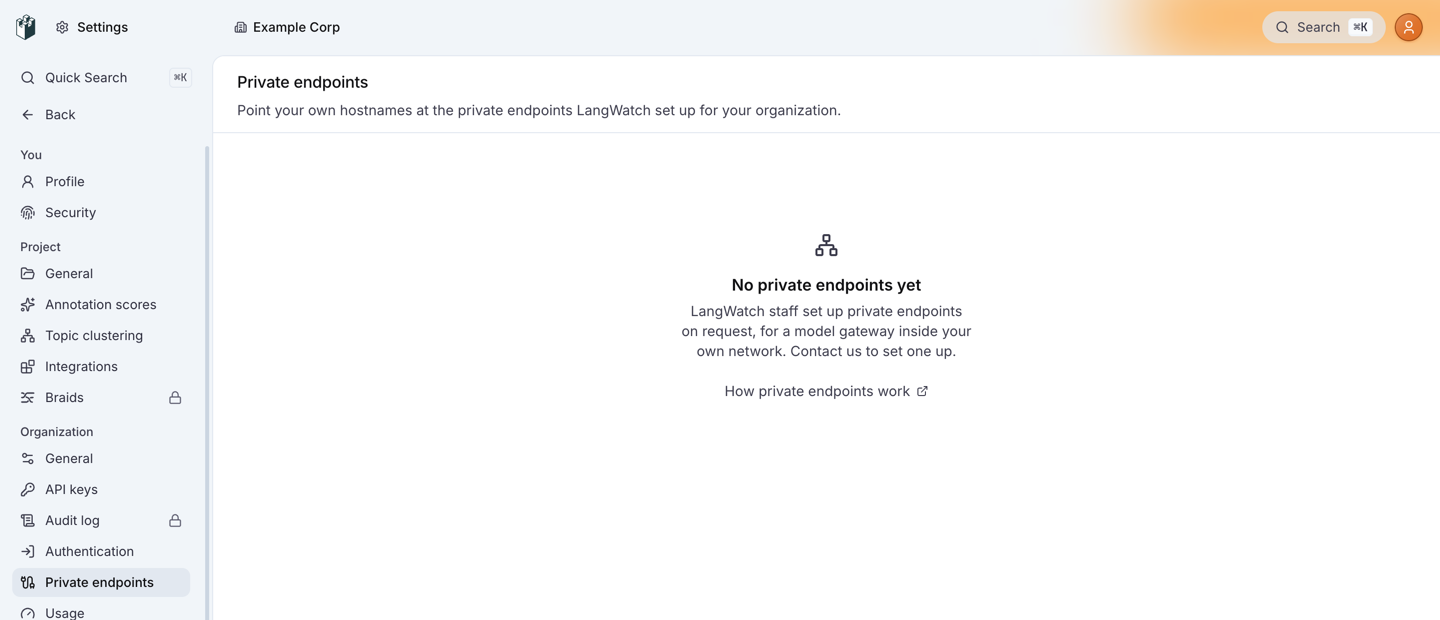 Settings
Example Corp
Search ⌘K
Quick Search ⌘K
Back
You
Profile
Security
Project
General
Annotation scores
Topic clustering
Integrations
Braids
Organization
General
API keys
Audit log
Authentication
Private endpoints
Usage
Private endpoints
Point your own hostnames at the private endpoints LangWatch set up for your organization.
No private endpoints yet
LangWatch staff set up private endpoints
on request, for a model gateway inside your
own network. Contact us to set one up.
How private endpoints work